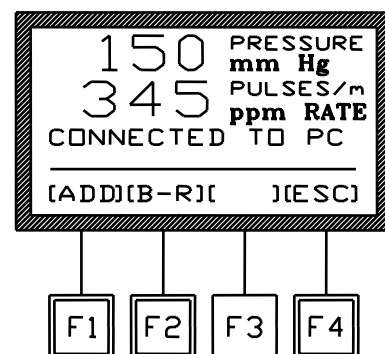 150 PRESSURE
mm Hg
345 PULSES/m
ppm RATE
CONNECTED TO PC
[ADD][B-R][ ][ESC]
F1 F2 F3 F4